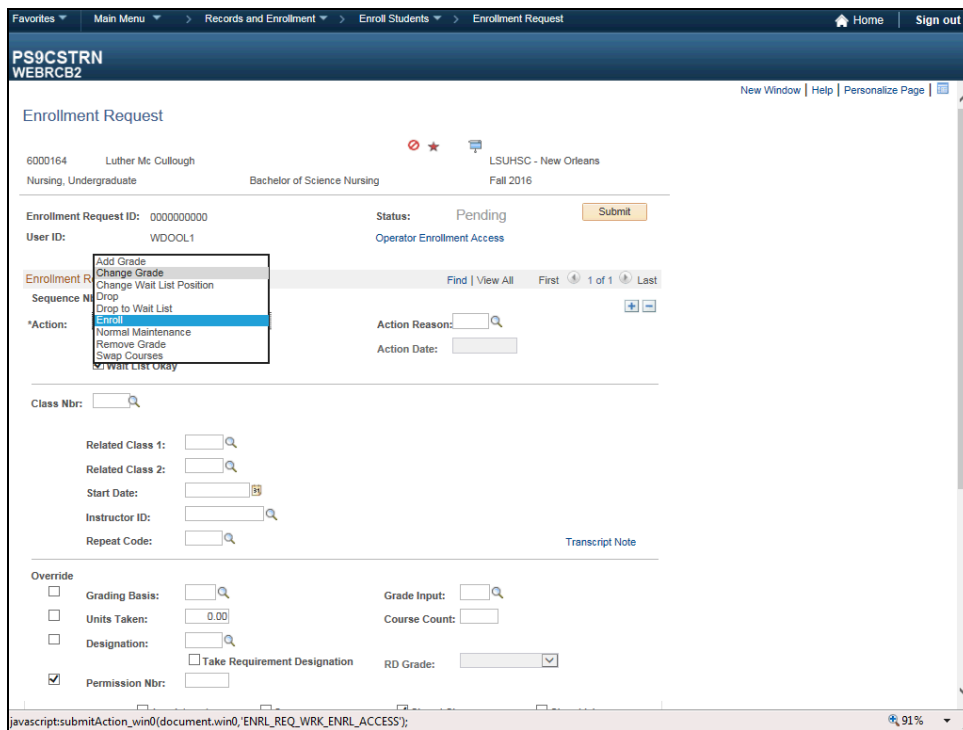 Favorites Main Menu > Records and Enrollment > Enroll Students > Enrollment Request Home Sign out
PS9CSTRN
WEBRCB2
New Window | Help | Personalize Page |
Enrollment Request
6000164 Luther Mc Cullough LSUHSC - New Orleans
Nursing, Undergraduate Bachelor of Science Nursing Fall 2016
Enrollment Request ID: 0000000000 Status: Pending Submit
User ID: WDOOL1 Operator Enrollment Access
Add Grade
Enrollment R Change Grade Find | View All First 1 of 1 Last
Change Wait List Position
Sequence N Drop
Drop to Wait List
*Action: Enroll Action Reason:
Normal Maintenance
Remove Grade Action Date:
Swap Courses
Wait List Okay
Class Nbr:
Related Class 1:
Related Class 2:
Start Date:
Instructor ID:
Repeat Code: Transcript Note
Override
Grading Basis: Grade Input:
Units Taken: 0.00 Course Count:
Designation:
Take Requirement Designation RD Grade:
Permission Nbr:
javascript:submitAction_win0(document.win0,'ENRL_REQ_WRK_ENRL_ACCESS'); 91%